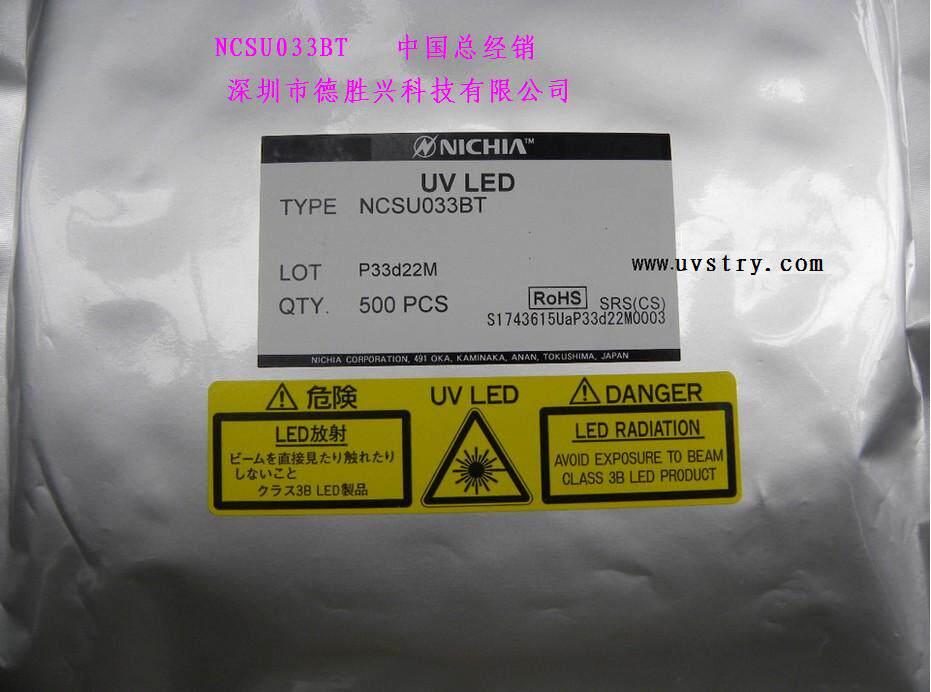 NCSU033BT 中国总经销
深圳市德胜兴科技有限公司
NICHIA™
UV LED
TYPE NCSU033BT
LOT P33d22M
www.uvstry.com
QTY. 500 PCS
RoHS SRS(CS)
S1743615UaP33d22M0003
NICHIA CORPORATION, 491 OKA, KAMINAKA, ANAN, TOKUSHIMA, JAPAN
危険
LED放射
ビームを直接見たり触れたり
しないこと
クラス3B LED製品
UV LED
DANGER
LED RADIATION
AVOID EXPOSURE TO BEAM
CLASS 3B LED PRODUCT